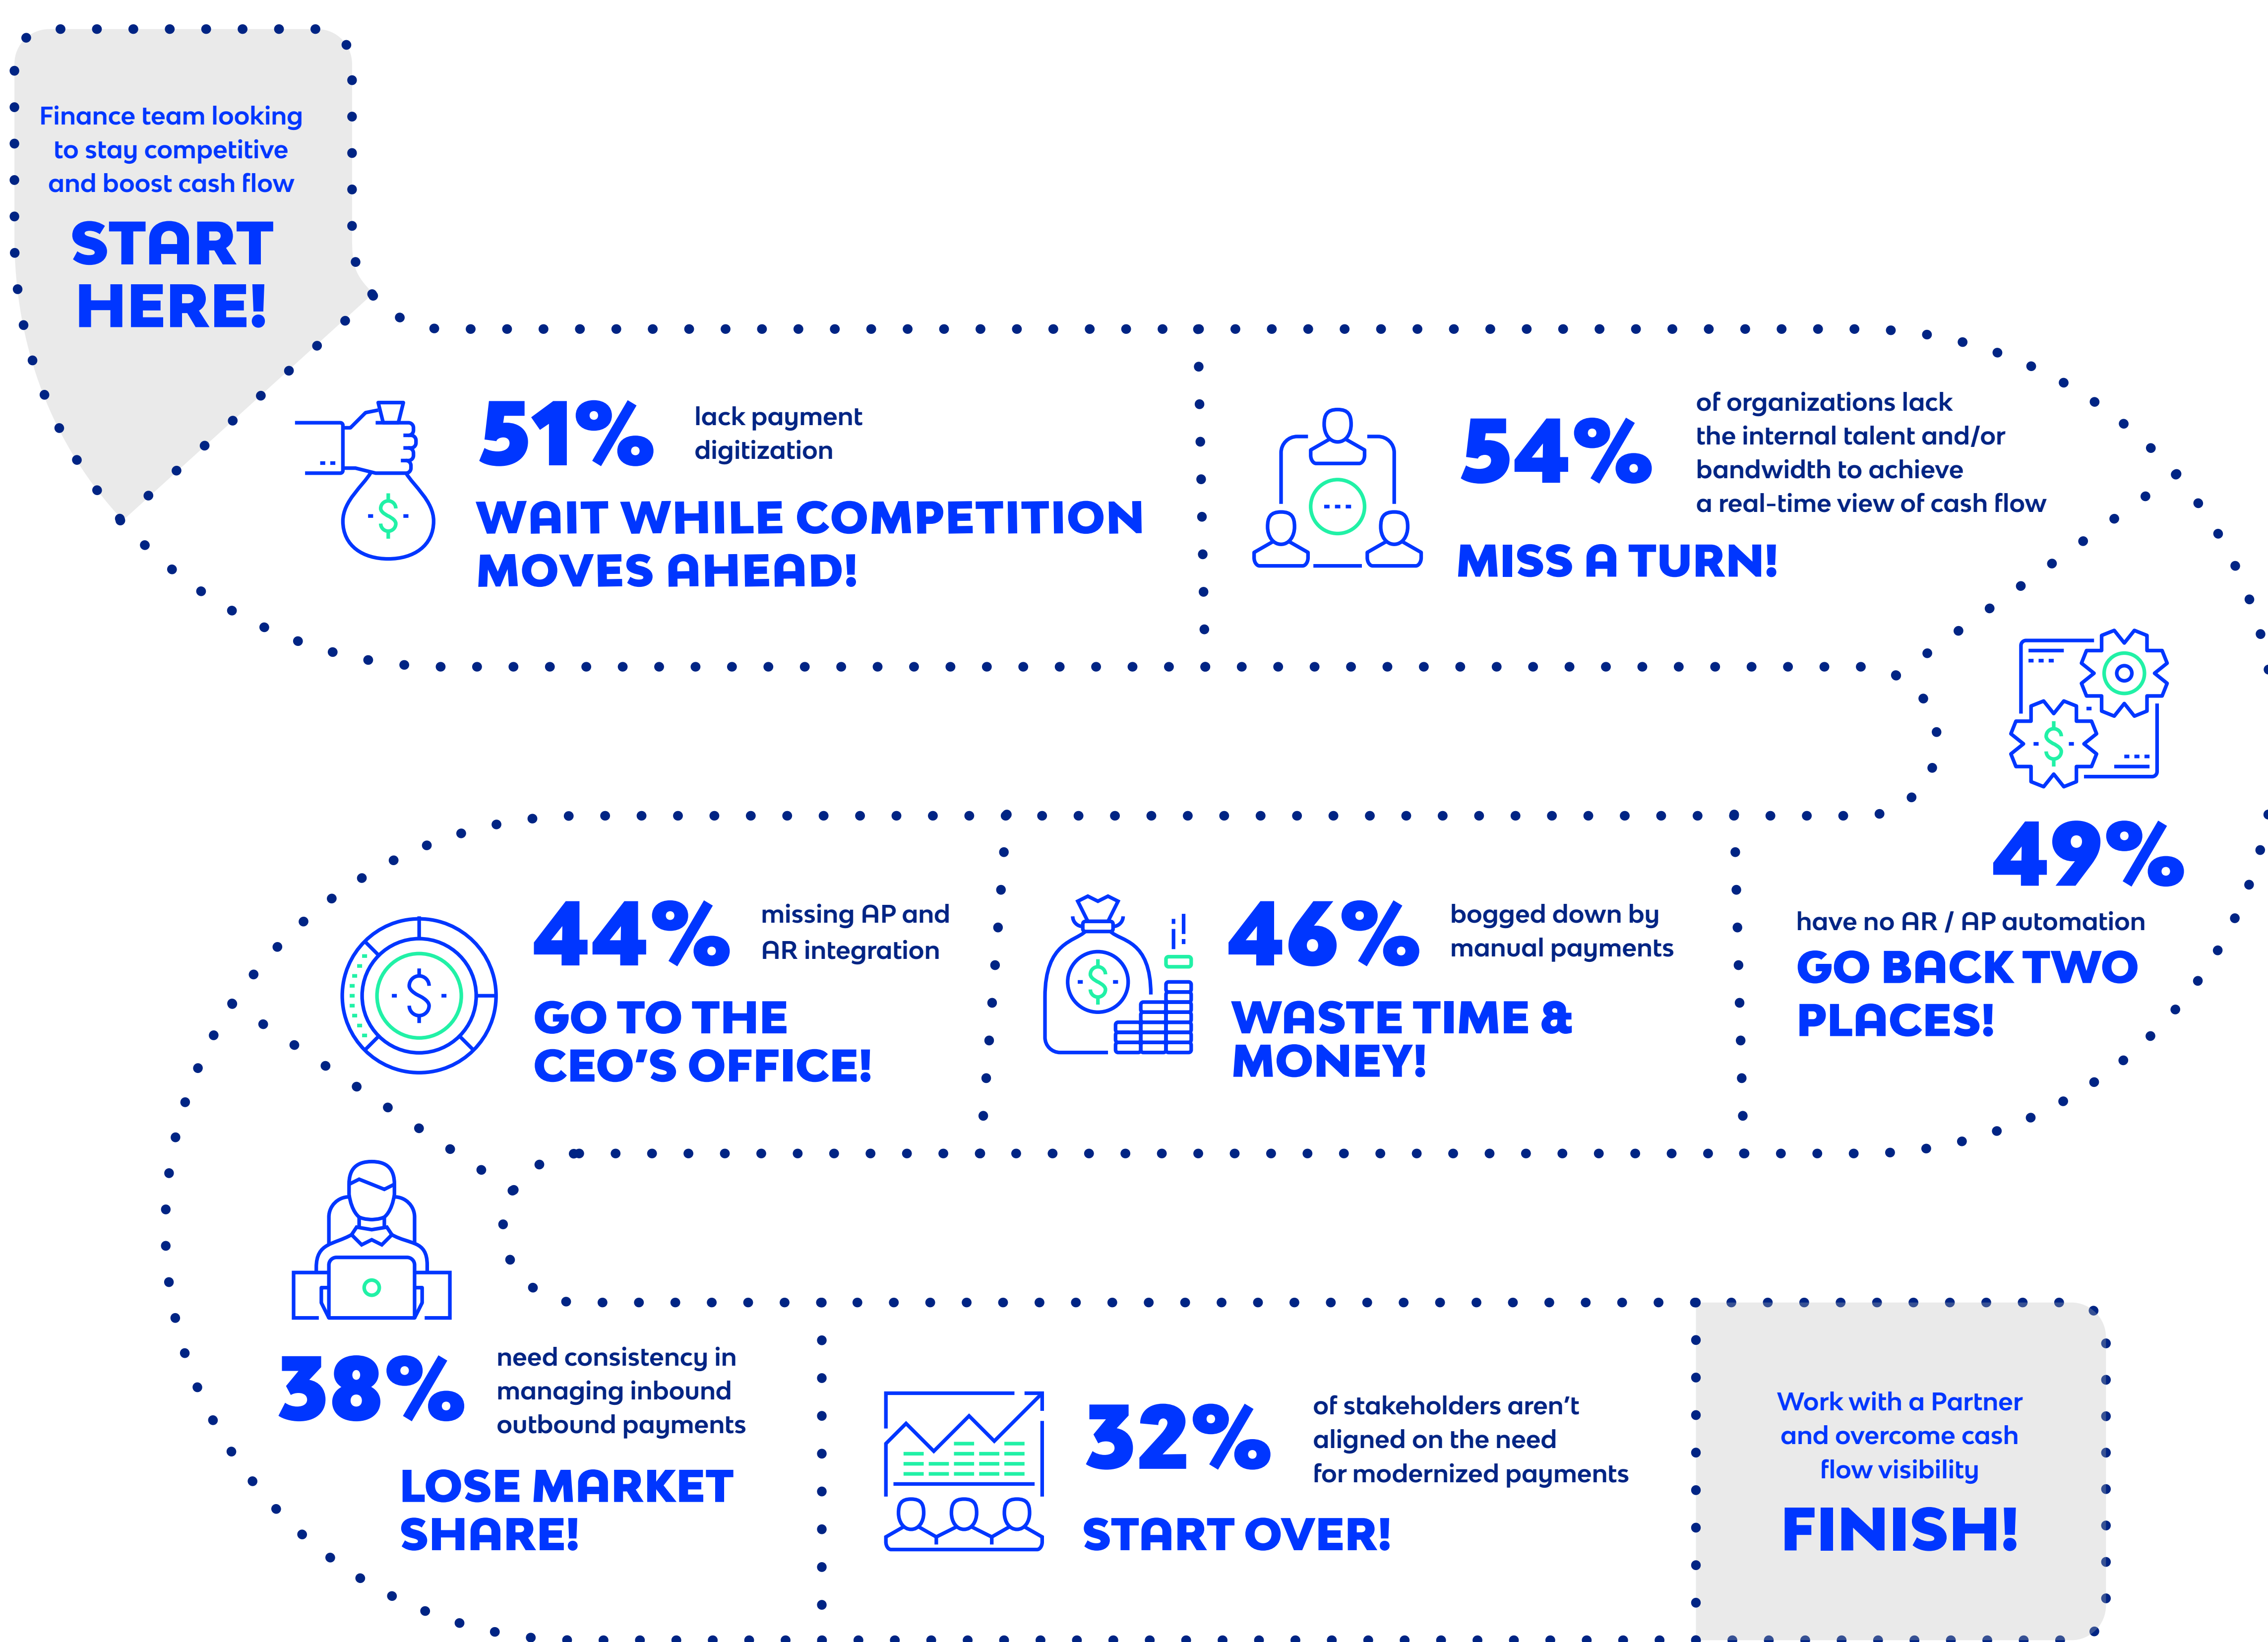 Finance team looking
to stay competitive
and boost cash flow
START
HERE!
51%
lack payment
digitization
WAIT WHILE COMPETITION
MOVES AHEAD!
54%
of organizations lack
the internal talent and/or
bandwidth to achieve
a real-time view of cash flow
MISS A TURN!
49%
have no AR / AP automation
GO BACK TWO
PLACES!
46%
bogged down by
manual payments
WASTE TIME &
MONEY!
44%
missing AP and
AR integration
GO TO THE
CEO'S OFFICE!
38%
need consistency in
managing inbound
outbound payments
LOSE MARKET
SHARE!
32%
of stakeholders aren't
aligned on the need
for modernized payments
START OVER!
Work with a Partner
and overcome cash
flow visibility
FINISH!